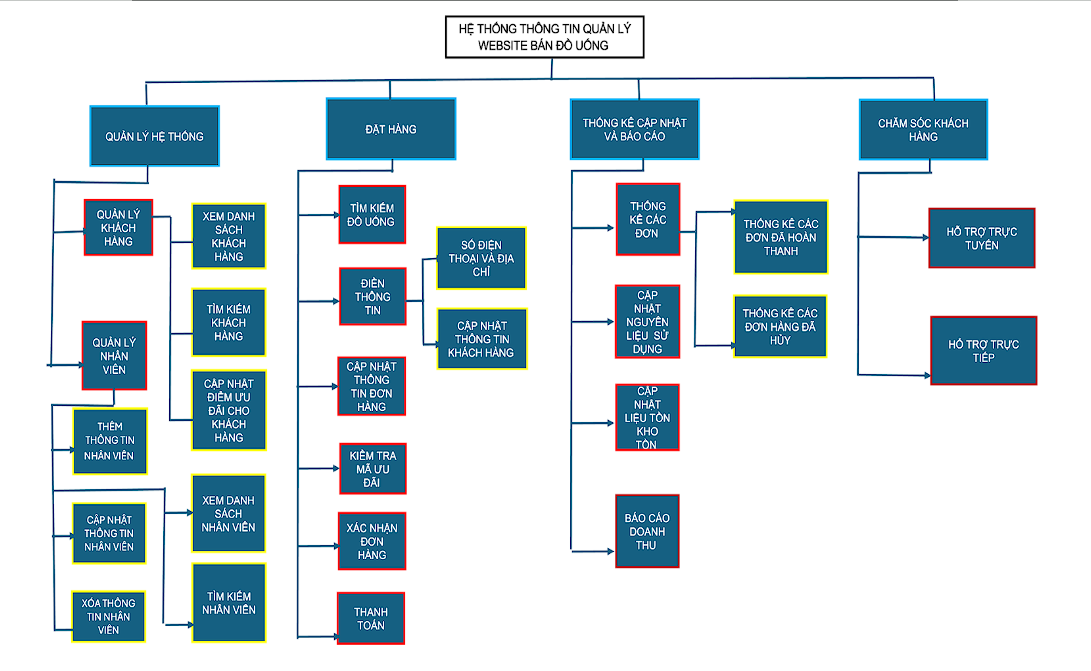 HỆ THỐNG THÔNG TIN QUẢN LÝ
WEBSITE BÁN ĐỒ UỐNG
QUẢN LÝ HỆ THỐNG
QUẢN LÝ
KHÁCH
HÀNG
XEM DANH
SÁCH
KHÁCH
HÀNG
TÌM KIẾM
KHÁCH
HÀNG
CẬP NHẬT
ĐIỂM ƯU
ĐÃI CHO
KHÁCH
HÀNG
QUẢN LÝ
NHÂN
VIÊN
THÊM
THÔNG TIN
NHÂN VIÊN
CẬP NHẬT
THÔNG TIN
NHÂN VIÊN
XÓA THÔNG
TIN NHÂN
VIÊN
XEM DANH
SÁCH
NHÂN VIÊN
TÌM KIẾM
NHÂN VIÊN
ĐẶT HÀNG
TÌM KIẾM
ĐỒ UỐNG
ĐIỀN
THÔNG
TIN
SỐ ĐIỆN
THOẠI VÀ ĐỊA
CHỈ
CẬP NHẬT
THÔNG TIN
KHÁCH HÀNG
CẬP NHẬT
THÔNG
TIN ĐƠN
HÀNG
KIỂM TRA
MÃ ƯU
ĐÃI
XÁC NHẬN
ĐƠN
HÀNG
THANH
TOÁN
THỐNG KÊ CẬP NHẬT
VÀ BÁO CÁO
THỐNG
KÊ CÁC
ĐƠN
THỐNG KÊ CÁC
ĐƠN ĐÃ HOÀN
THANH
THỐNG KÊ CÁC
ĐƠN HÀNG ĐÃ
HỦY
CẬP
NHẬT
NGUYÊN
LIỆU SỬ
DỤNG
CẬP
NHẬT
LIỆU TỒN
KHO
TỒN
BÁO CÁO
DOANH
THU
CHĂM SÓC KHÁCH
HÀNG
HỖ TRỢ TRỰC
TUYẾN
HỖ TRỢ TRỰC
TIẾP